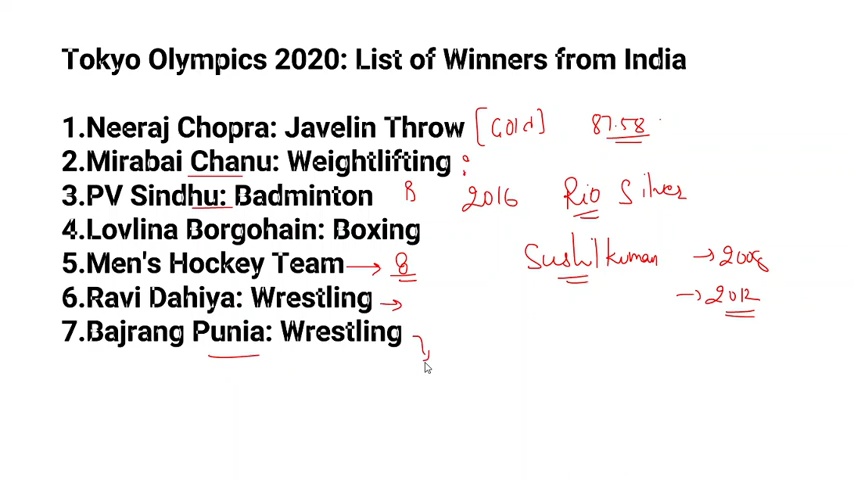 Tokyo Olympics 2020: List of Winners from India
1.Neeraj Chopra: Javelin Throw [Gold] 87.58
2.Mirabai Chanu: Weightlifting :
3.PV Sindhu: Badminton B 2016 Rio Silver
4.Lovlina Borgohain: Boxing
5.Men's Hockey Team → 8 Sushil kumar → 2008
6.Ravi Dahiya: Wrestling → → 2012
7.Bajrang Punia: Wrestling